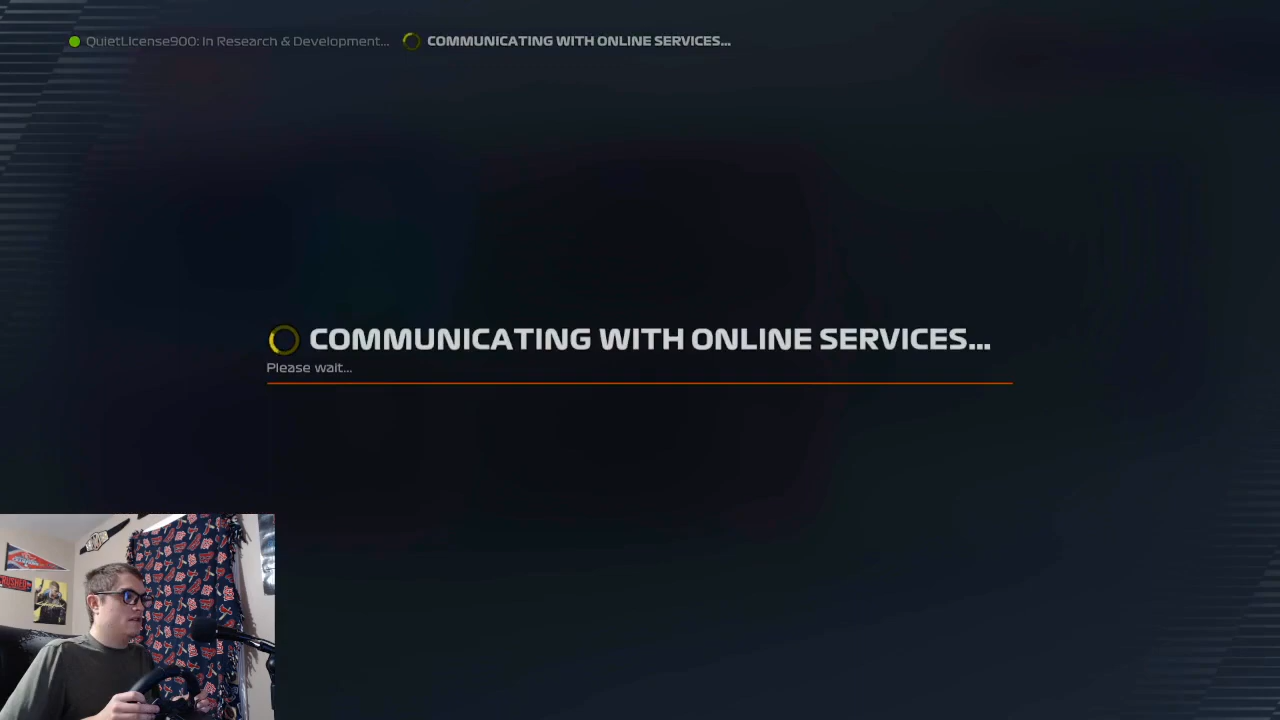 QuietLicense900: In Research & Development... COMMUNICATING WITH ONLINE SERVICES...
COMMUNICATING WITH ONLINE SERVICES...
Please wait...